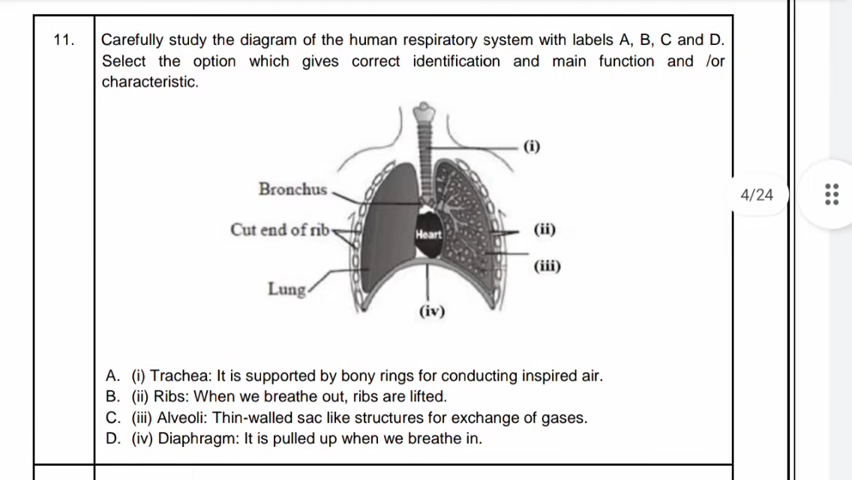 11.
Carefully study the diagram of the human respiratory system with labels A, B, C and D.
Select the option which gives correct identification and main function and /or
characteristic.
(i)
Bronchus
Cut end of rib
Heart
(ii)
(iii)
Lung
(iv)
A. (i) Trachea: It is supported by bony rings for conducting inspired air.
B. (ii) Ribs: When we breathe out, ribs are lifted.
C. (iii) Alveoli: Thin-walled sac like structures for exchange of gases.
D. (iv) Diaphragm: It is pulled up when we breathe in.
4/24